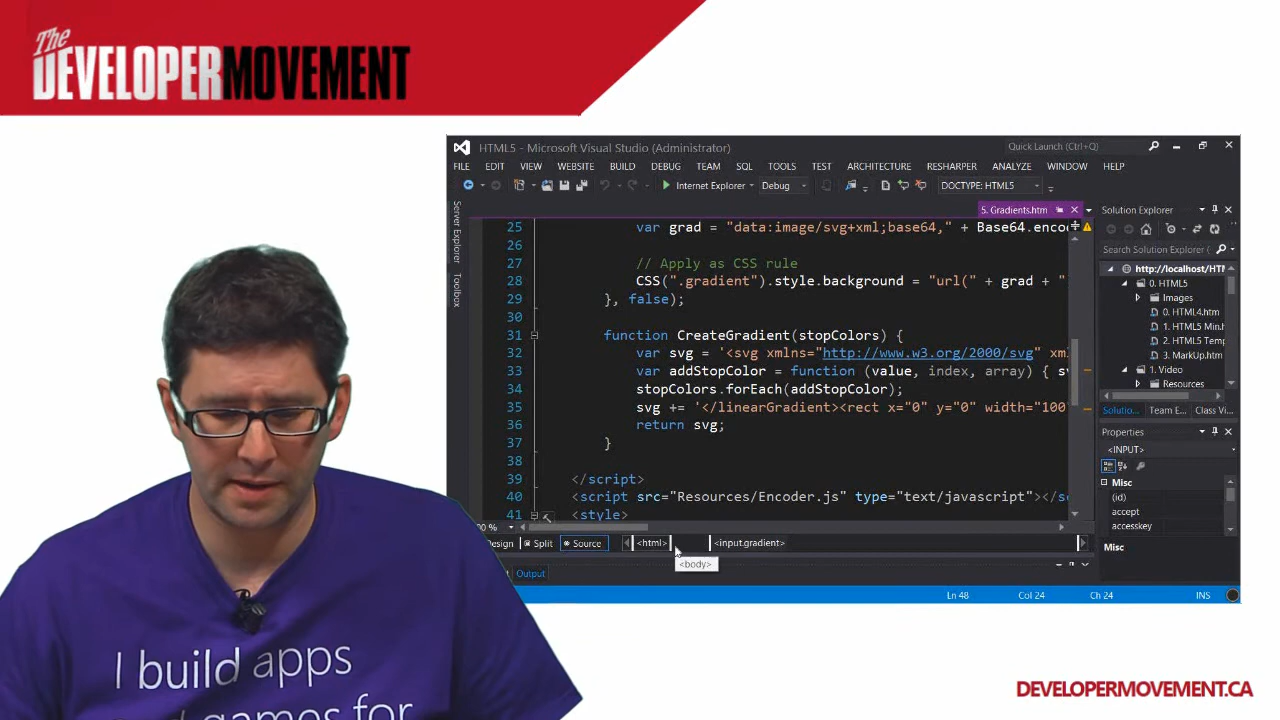 The
DEVELOPERMOVEMENT
HTML5 - Microsoft Visual Studio (Administrator)
Quick Launch (Ctrl+Q)
FILE EDIT VIEW WEBSITE BUILD DEBUG TEAM SQL TOOLS TEST ARCHITECTURE RESHARPER ANALYZE WINDOW HELP
Internet Explorer Debug DOCTYPE: HTML5
Server Explorer
Toolbox
5. Gradients.htm
25 var grad = "data:image/svg+xml;base64," + Base64.enco
26
27 // Apply as CSS rule
28 CSS(".gradient").style.background = "url(" + grad + "
29 }, false);
30
31 function CreateGradient(stopColors) {
32 var svg = '<svg xmlns="http://www.w3.org/2000/svg" xm
33 var addStopColor = function (value, index, array) { s
34 stopColors.forEach(addStopColor);
35 svg += '</linearGradient><rect x="0" y="0" width="100
36 return svg;
37 }
38
39 </script>
40 <script src="Resources/Encoder.js" type="text/javascript"></s
41 <style>
00 %
esign Split Source <html> <input.gradient>
<body>
Output
Ln 48 Col 24 Ch 24 INS
Solution Explorer
Search Solution Explorer
http://localhost/HT
0. HTML5
Images
0. HTML4.htm
1. HTML5 Min.h
2. HTML5 Temp
3. MarkUp.htm
1. Video
Resources
Solutio... Team E... Class Vi...
Properties
<INPUT>
Misc
(id)
accept
accesskey
Misc
I build apps
games for
DEVELOPERMOVEMENT.CA